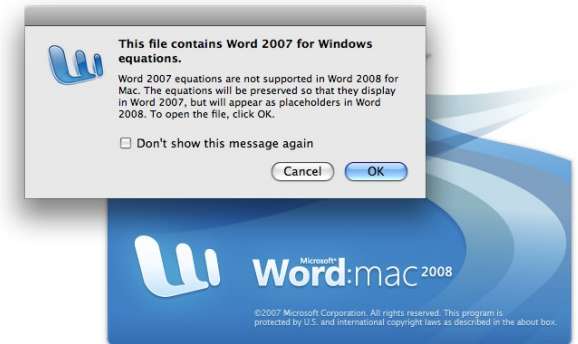 This file contains Word 2007 for Windows
equations.
Word 2007 equations are not supported in Word 2008 for
Mac. The equations will be preserved so that they display
in Word 2007, but will appear as placeholders in Word
2008. To open the file, click OK.
Don't show this message again
Cancel OK
Microsoft®
Word:mac 2008
©2007 Microsoft Corporation. All rights reserved. This program is
protected by U.S. and international copyright laws as described in the about box.